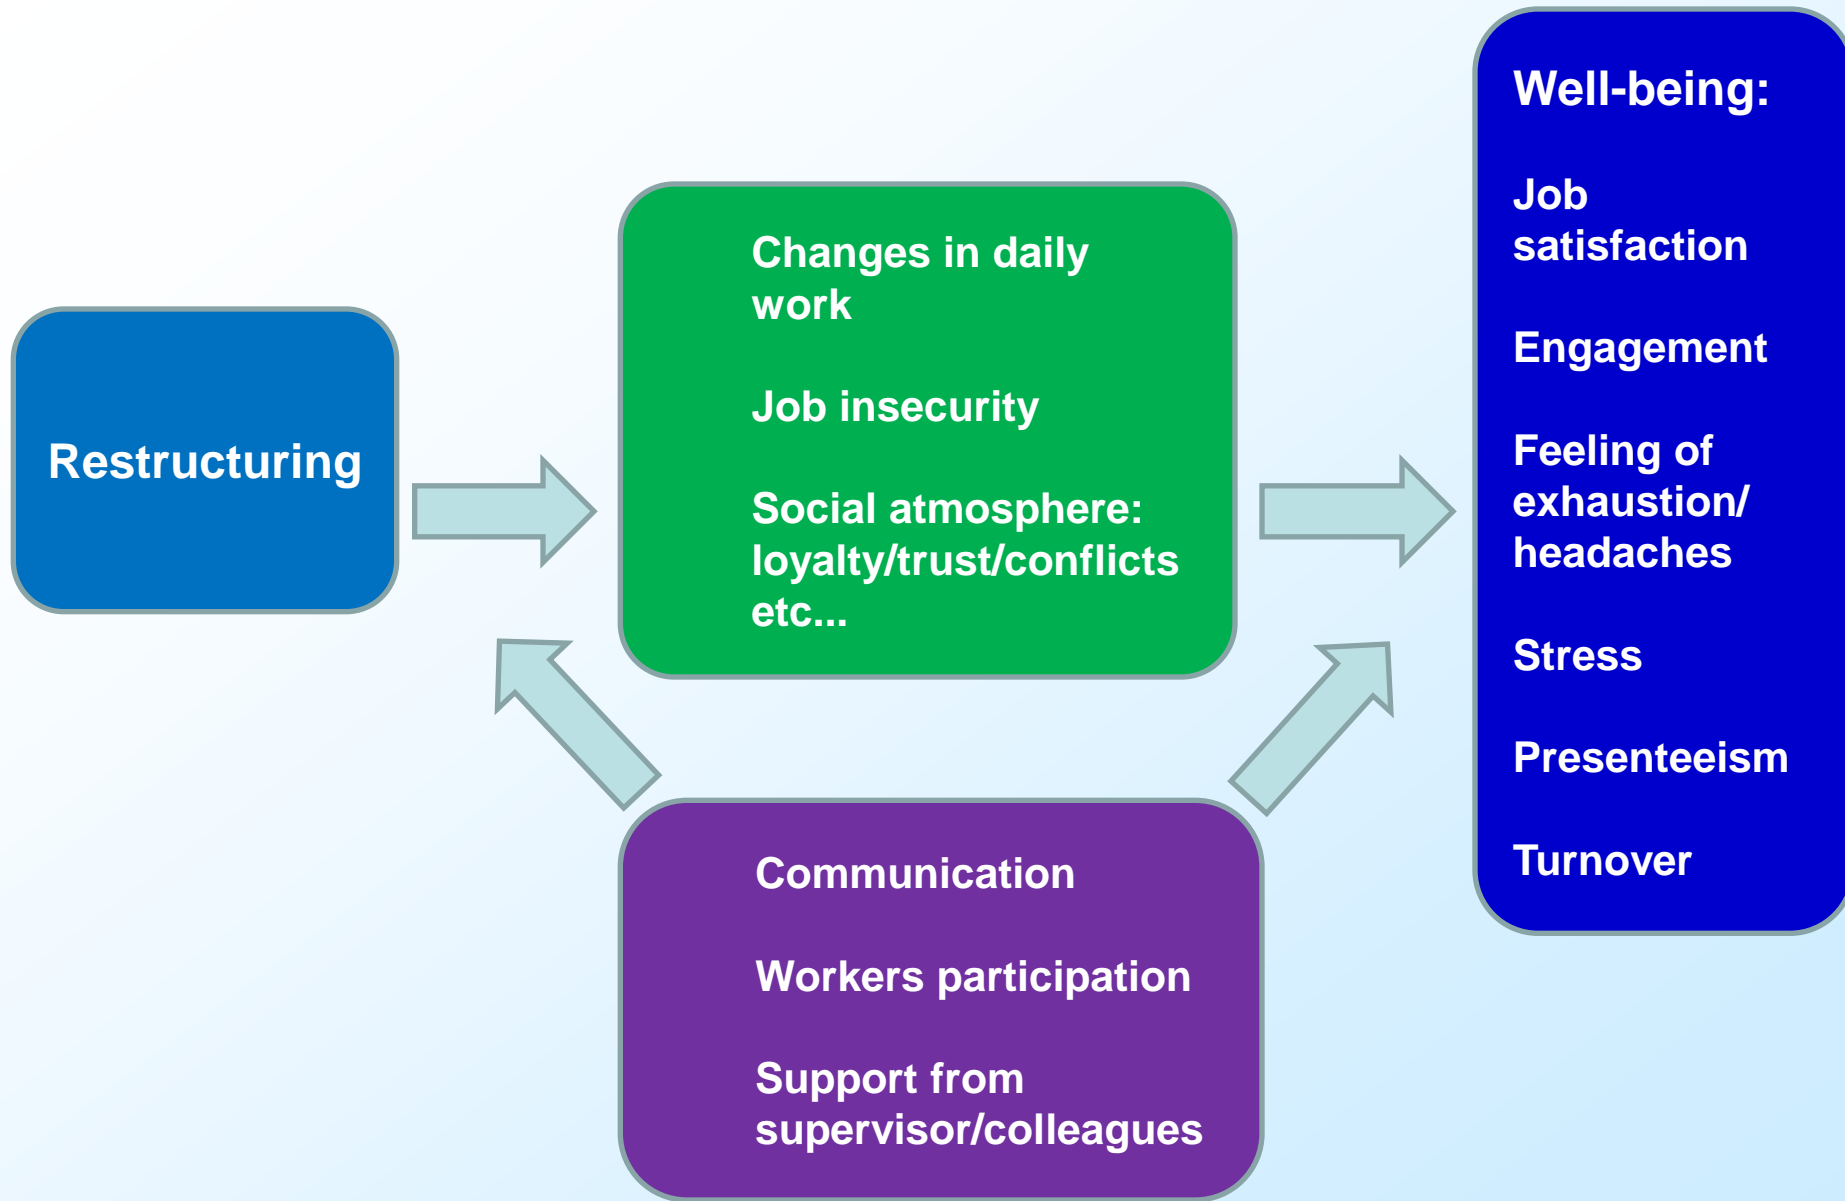 Restructuring
Changes in daily
work
Job insecurity
Social atmosphere:
loyalty/trust/conflicts
etc...
Communication
Workers participation
Support from
supervisor/colleagues
Well-being:
Job
satisfaction
Engagement
Feeling of
exhaustion/
headaches
Stress
Presenteeism
Turnover